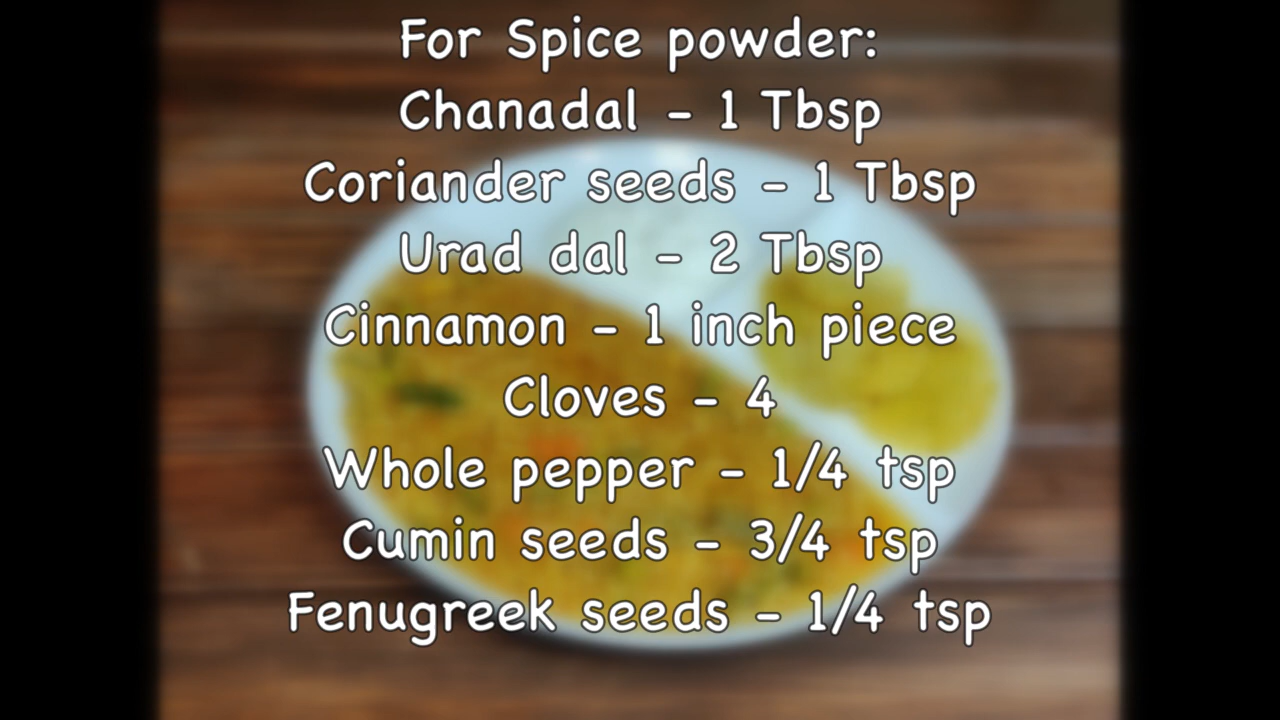 For Spice powder:
Chanadal - 1 Tbsp
Coriander seeds - 1 Tbsp
Urad dal - 2 Tbsp
Cinnamon - 1 inch piece
Cloves - 4
Whole pepper - 1/4 tsp
Cumin seeds - 3/4 tsp
Fenugreek seeds - 1/4 tsp